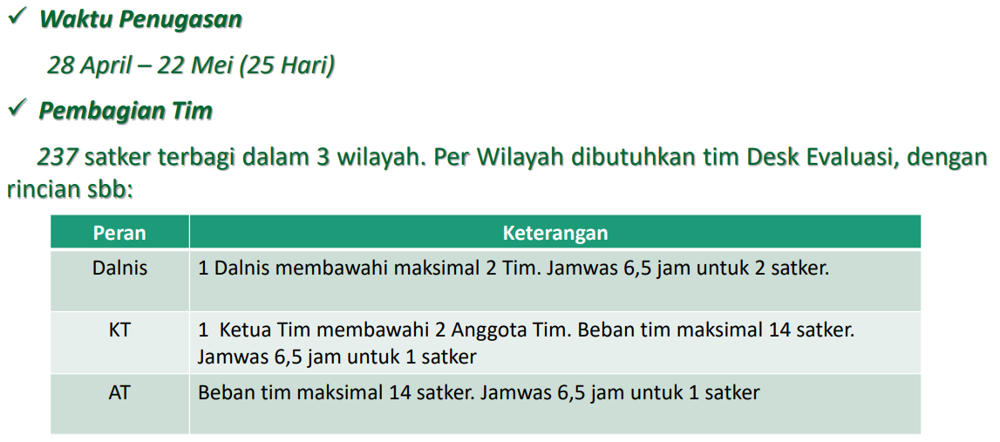 ✓ Waktu Penugasan
28 April – 22 Mei (25 Hari)
✓ Pembagian Tim
237 satker terbagi dalam 3 wilayah. Per Wilayah dibutuhkan tim Desk Evaluasi, dengan
rincian sbb:
Peran Keterangan
Dalnis 1 Dalnis membawahi maksimal 2 Tim. Jamwas 6,5 jam untuk 2 satker.
KT 1 Ketua Tim membawahi 2 Anggota Tim. Beban tim maksimal 14 satker.
Jamwas 6,5 jam untuk 1 satker
AT Beban tim maksimal 14 satker. Jamwas 6,5 jam untuk 1 satker